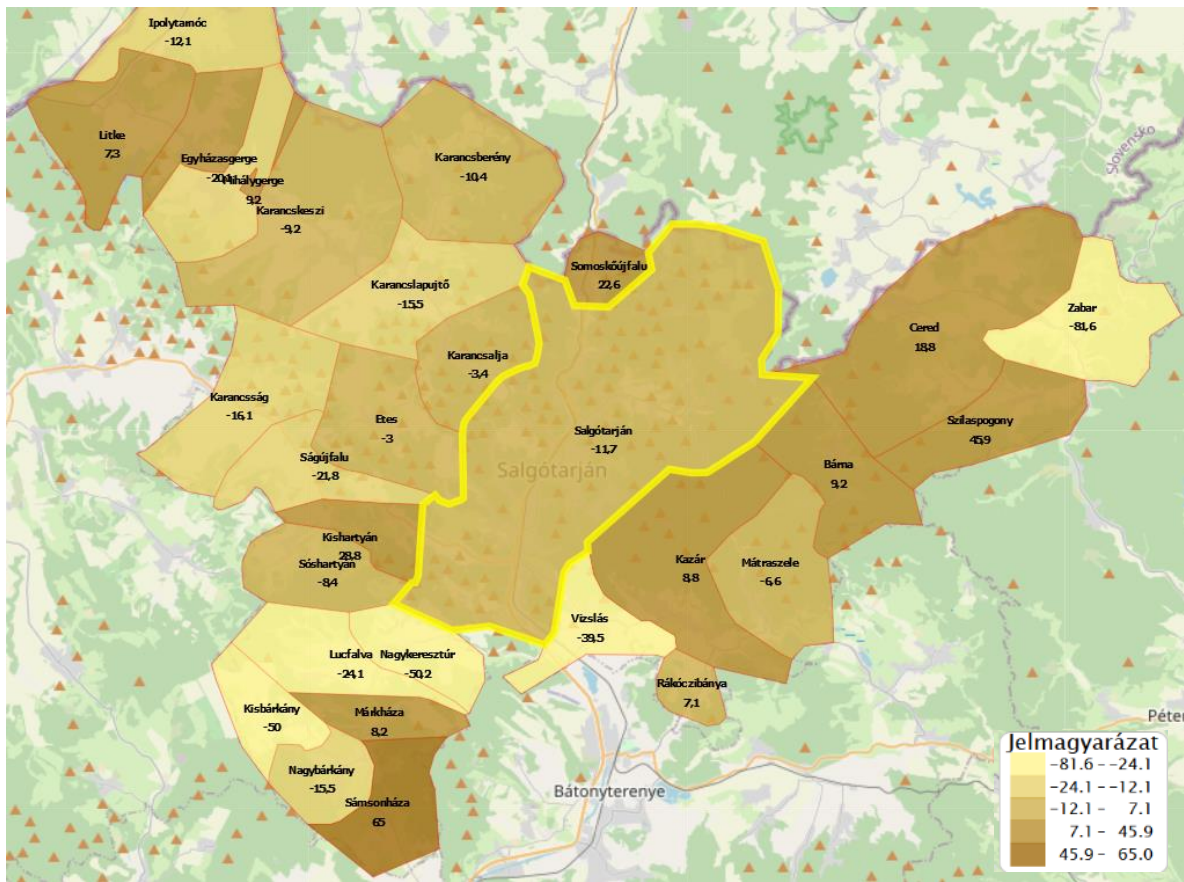 Ipolytarnóc
-12,1
Litke
7,3
Egyházasgerge
Mihálygerge
9,2
Karancskeszi
-9,2
Karancsberény
-10,4
Slovensko
Somoskőújfalu
22,6
Karancslapujtő
-15,5
Zabar
-81,6
Cered
18,8
Karancsalja
-3,4
Karancsság
-16,1
Etes
-3
Salgótarján
-11,7
Salgótarján
Szilaspogony
45,9
Ságújfalu
-21,8
Bárna
9,2
Kishartyán
28,8
Sóshartyán
-8,4
Kazár
8,8
Mátraszele
-6,6
Vizslás
-39,5
Lucfalva
-24,1
Nagykeresztúr
-50,2
Rákóczibánya
7,1
Kisbárkány
-50
Márkháza
8,2
Nagybárkány
-15,5
Sámsonháza
65
Bátonyterenye
Péter
Jelmagyarázat
-81.6 - -24.1
-24.1 - -12.1
-12.1 - 7.1
7.1 - 45.9
45.9 - 65.0